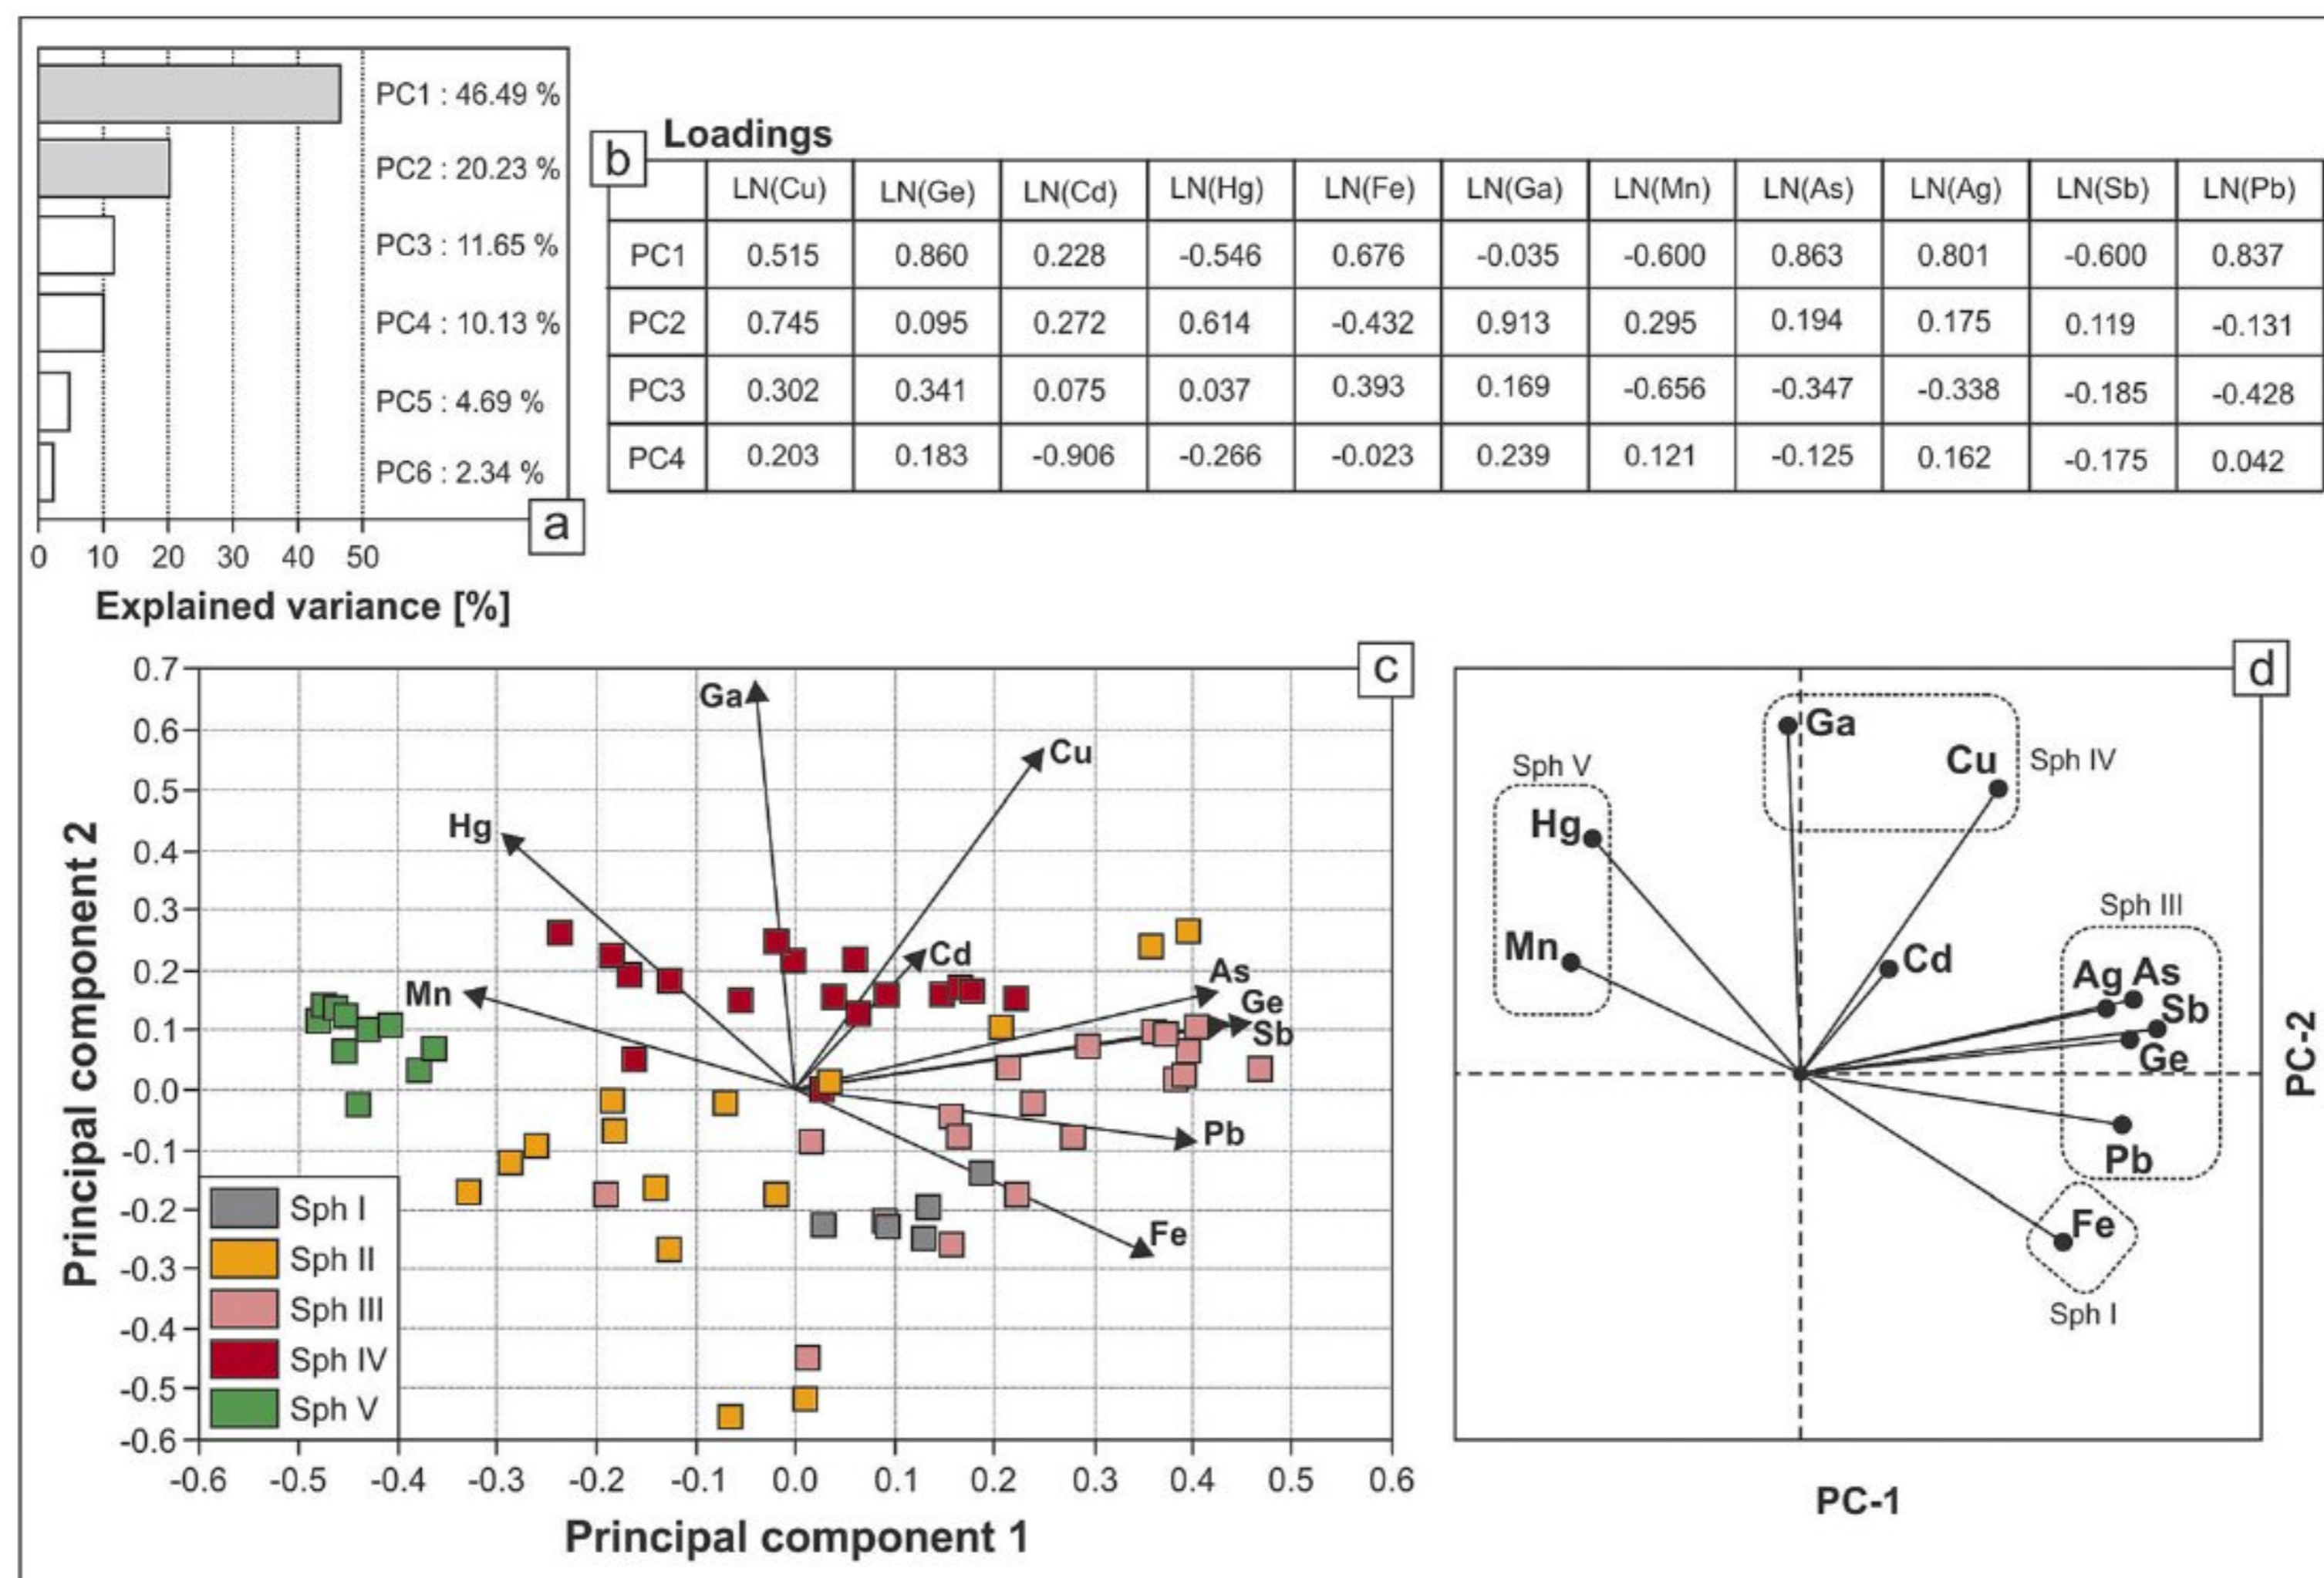 PC1 : 46.49 %
PC2 : 20.23 %
PC3 : 11.65 %
PC4 : 10.13 %
PC5 : 4.69 %
PC6 : 2.34 %
a
0 10 20 30 40 50
Explained variance [%]
b
Loadings
LN(Cu) LN(Ge) LN(Cd) LN(Hg) LN(Fe) LN(Ga) LN(Mn) LN(As) LN(Ag) LN(Sb) LN(Pb)
PC1 0.515 0.860 0.228 -0.546 0.676 -0.035 -0.600 0.863 0.801 -0.600 0.837
PC2 0.745 0.095 0.272 0.614 -0.432 0.913 0.295 0.194 0.175 0.119 -0.131
PC3 0.302 0.341 0.075 0.037 0.393 0.169 -0.656 -0.347 -0.338 -0.185 -0.428
PC4 0.203 0.183 -0.906 -0.266 -0.023 0.239 0.121 -0.125 0.162 -0.175 0.042
c
0.7
0.6
0.5
0.4
0.3
0.2
0.1
0.0
-0.1
-0.2
-0.3
-0.4
-0.5
-0.6
Principal component 2
Ga
Cu
Hg
Cd
Mn
As
Ge
Sb
Pb
Fe
Sph I
Sph II
Sph III
Sph IV
Sph V
-0.6 -0.5 -0.4 -0.3 -0.2 -0.1 0.0 0.1 0.2 0.3 0.4 0.5 0.6
Principal component 1
d
Ga
Cu
Sph IV
Sph V
Hg
Mn
Cd
Sph III
Ag As
Sb
Ge
Pb
Fe
Sph I
PC-2
PC-1